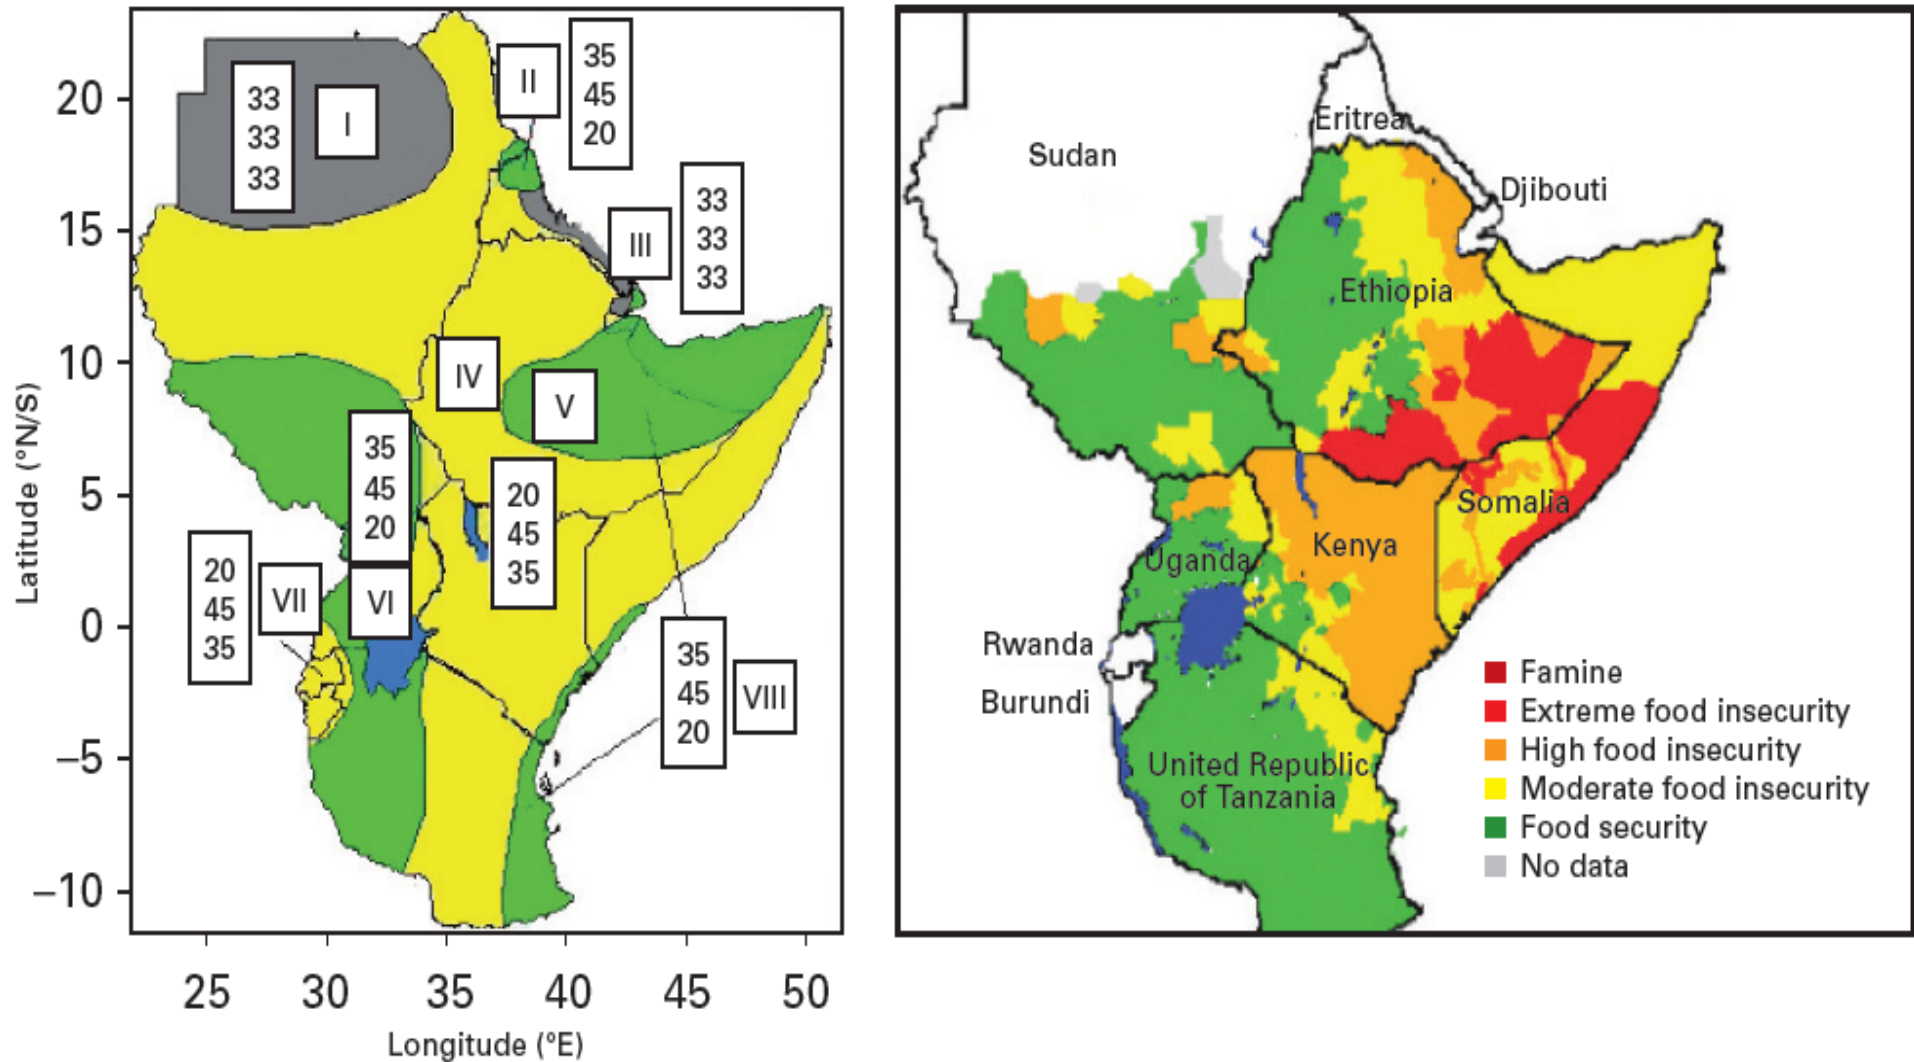 Latitude (°N/S)
20
15
10
5
0
–5
–10
25
30
35
40
45
50
Longitude (°E)
33
33
33
I
II
35
45
20
III
33
33
33
IV
V
35
45
20
VI
20
45
35
20
45
35
VII
35
45
20
VIII
Sudan
Eritrea
Djibouti
Ethiopia
Somalia
Uganda
Kenya
Rwanda
Burundi
United Republic
of Tanzania
Famine
Extreme food insecurity
High food insecurity
Moderate food insecurity
Food security
No data